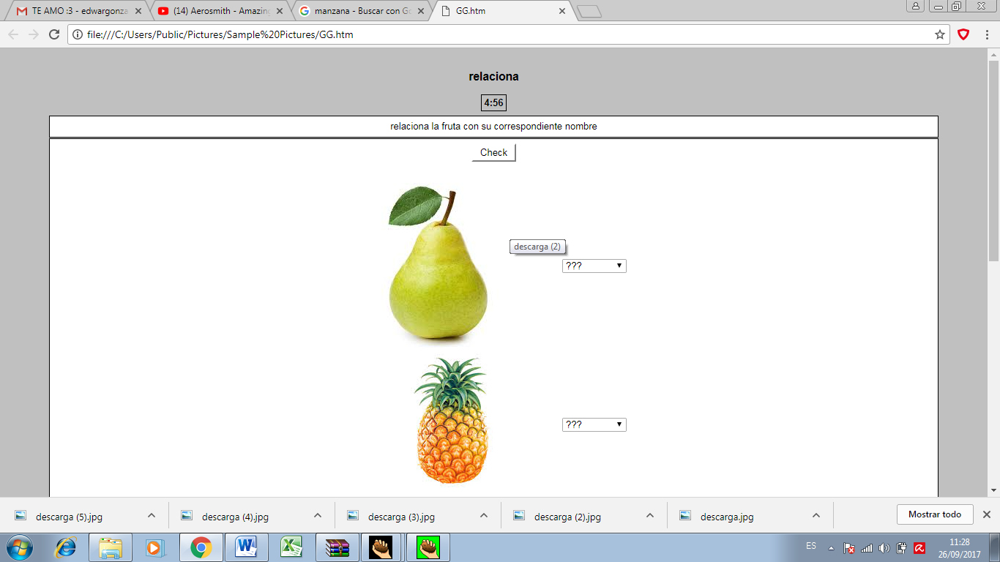 TE AMO :3 - edwargonza
(14) Aerosmith - Amazing
manzana - Buscar con Go
GG.htm
file:///C:/Users/Public/Pictures/Sample%20Pictures/GG.htm
relaciona
4:56
relaciona la fruta con su correspondiente nombre
Check
descarga (2)
???
???
descarga (5).jpg
descarga (4).jpg
descarga (3).jpg
descarga (2).jpg
descarga.jpg
Mostrar todo
ES
11:28
26/09/2017